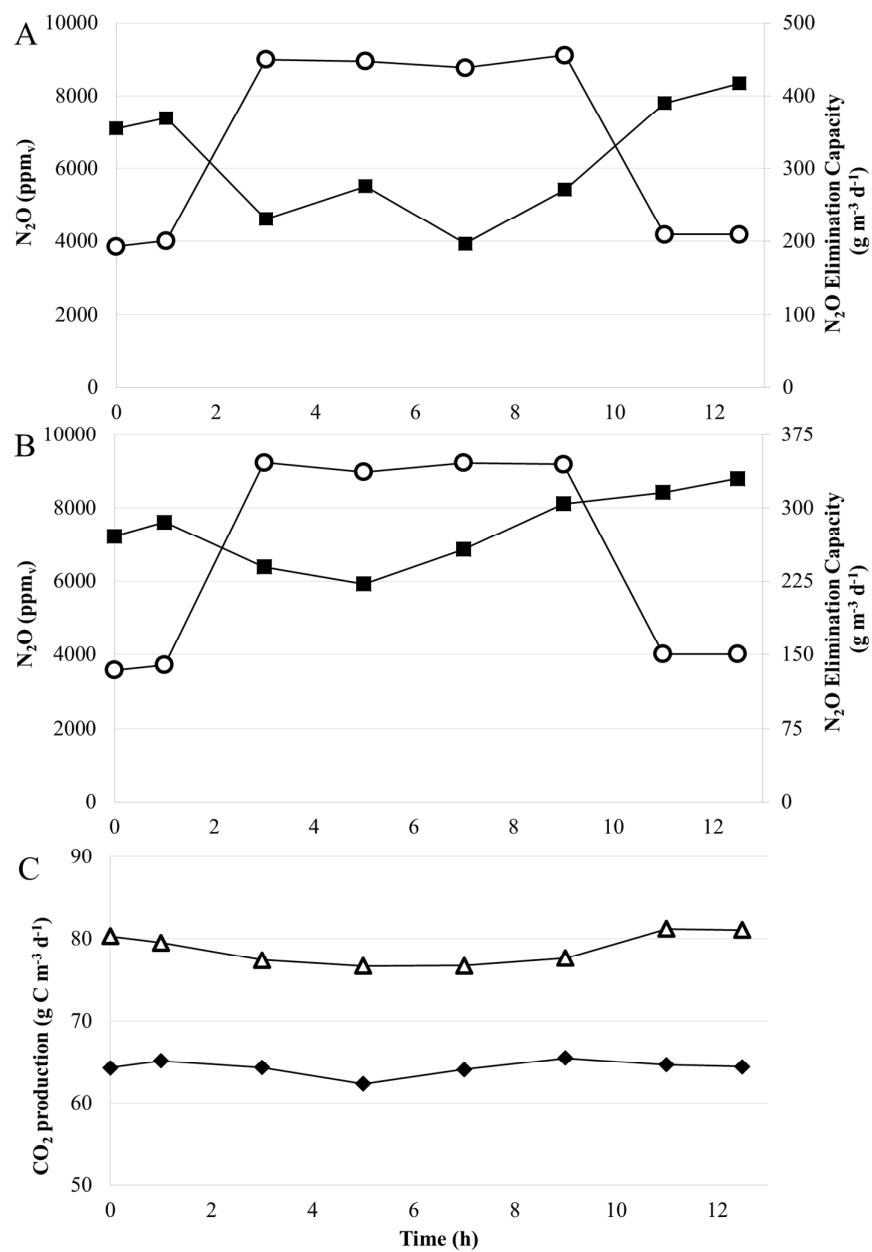 A
10000
8000
6000
4000
2000
0
N₂O (ppmᵥ)
500
400
300
200
100
0
N₂O Elimination Capacity
(g m⁻³ d⁻¹)
0 2 4 6 8 10 12
B
10000
8000
6000
4000
2000
0
N₂O (ppmᵥ)
375
300
225
150
75
0
N₂O Elimination Capacity
(g m⁻³ d⁻¹)
0 2 4 6 8 10 12
C
90
80
70
60
50
CO₂ production (g C m⁻³ d⁻¹)
0 2 4 6 8 10 12
Time (h)